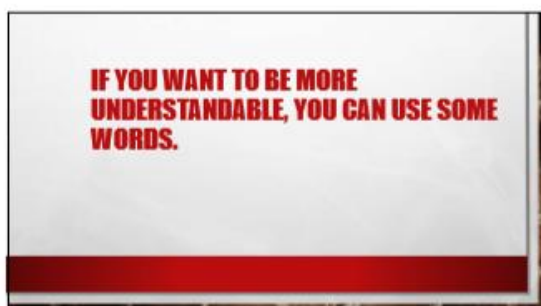 IF YOU WANT TO BE MORE
UNDERSTANDABLE, YOU CAN USE SOME
WORDS.